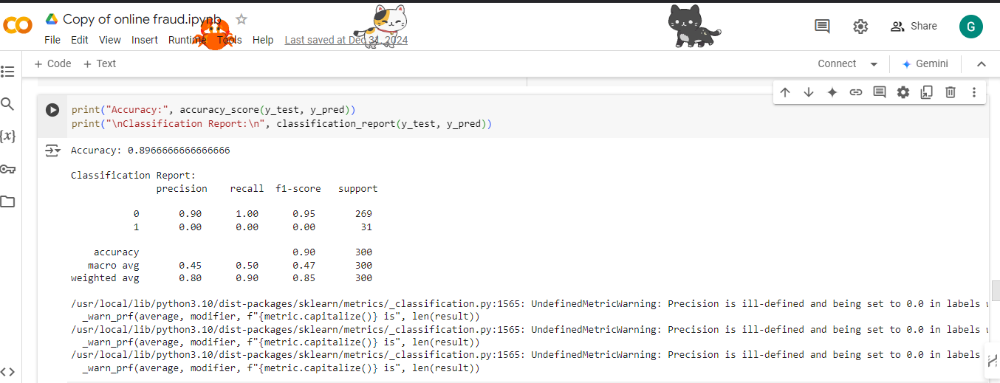 Copy of online fraud.ipynb
File Edit View Insert Runtime Tools Help Last saved at Dec 31, 2024
Share
G
+ Code + Text
Connect
Gemini
{x}
print("Accuracy:", accuracy_score(y_test, y_pred))
print("\nClassification Report:\n", classification_report(y_test, y_pred))
Accuracy: 0.8966666666666666
Classification Report:
precision recall f1-score support
0 0.90 1.00 0.95 269
1 0.00 0.00 0.00 31
accuracy 0.90 300
macro avg 0.45 0.50 0.47 300
weighted avg 0.80 0.90 0.85 300
/usr/local/lib/python3.10/dist-packages/sklearn/metrics/_classification.py:1565: UndefinedMetricWarning: Precision is ill-defined and being set to 0.0 in labels
_warn_prf(average, modifier, f"{metric.capitalize()} is", len(result))
/usr/local/lib/python3.10/dist-packages/sklearn/metrics/_classification.py:1565: UndefinedMetricWarning: Precision is ill-defined and being set to 0.0 in labels
_warn_prf(average, modifier, f"{metric.capitalize()} is", len(result))
/usr/local/lib/python3.10/dist-packages/sklearn/metrics/_classification.py:1565: UndefinedMetricWarning: Precision is ill-defined and being set to 0.0 in labels
_warn_prf(average, modifier, f"{metric.capitalize()} is", len(result))